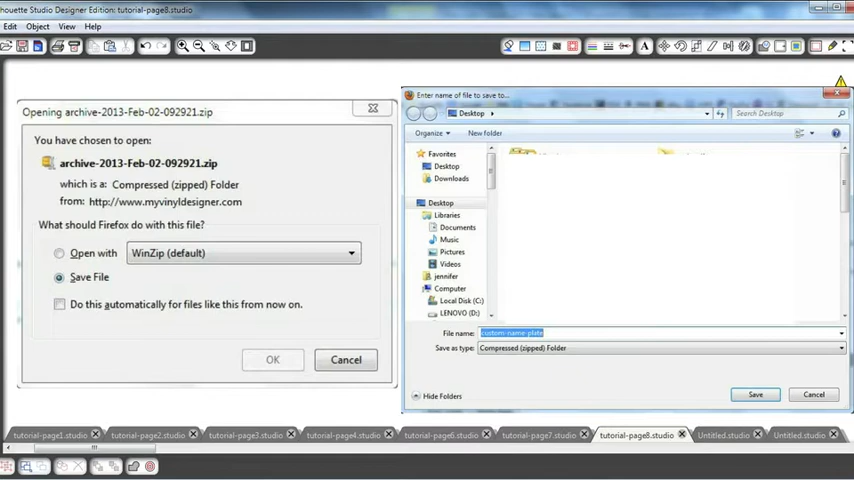 houette Studio Designer Edition: tutorial-page8.studio
Edit Object View Help
Opening archive-2013-Feb-02-092921.zip
You have chosen to open:
archive-2013-Feb-02-092921.zip
which is a: Compressed (zipped) Folder
from: http://www.myvinyldesigner.com
What should Firefox do with this file?
Open with WinZip (default)
Save File
Do this automatically for files like this from now on.
OK Cancel
Enter name of file to save to...
Desktop Search Desktop
Organize New folder
Favorites
Desktop
Downloads
Desktop
Libraries
Documents
Music
Pictures
Videos
jennifer
Computer
Local Disk (C:)
LENOVO (D:)
File name: custom-name-plate
Save as type: Compressed (zipped) Folder
Hide Folders Save Cancel
tutorial-page1.studio tutorial-page2.studio tutorial-page3.studio tutorial-page4.studio tutorial-page6.studio tutorial-page7.studio tutorial-page8.studio Untitled.studio Untitled.studio